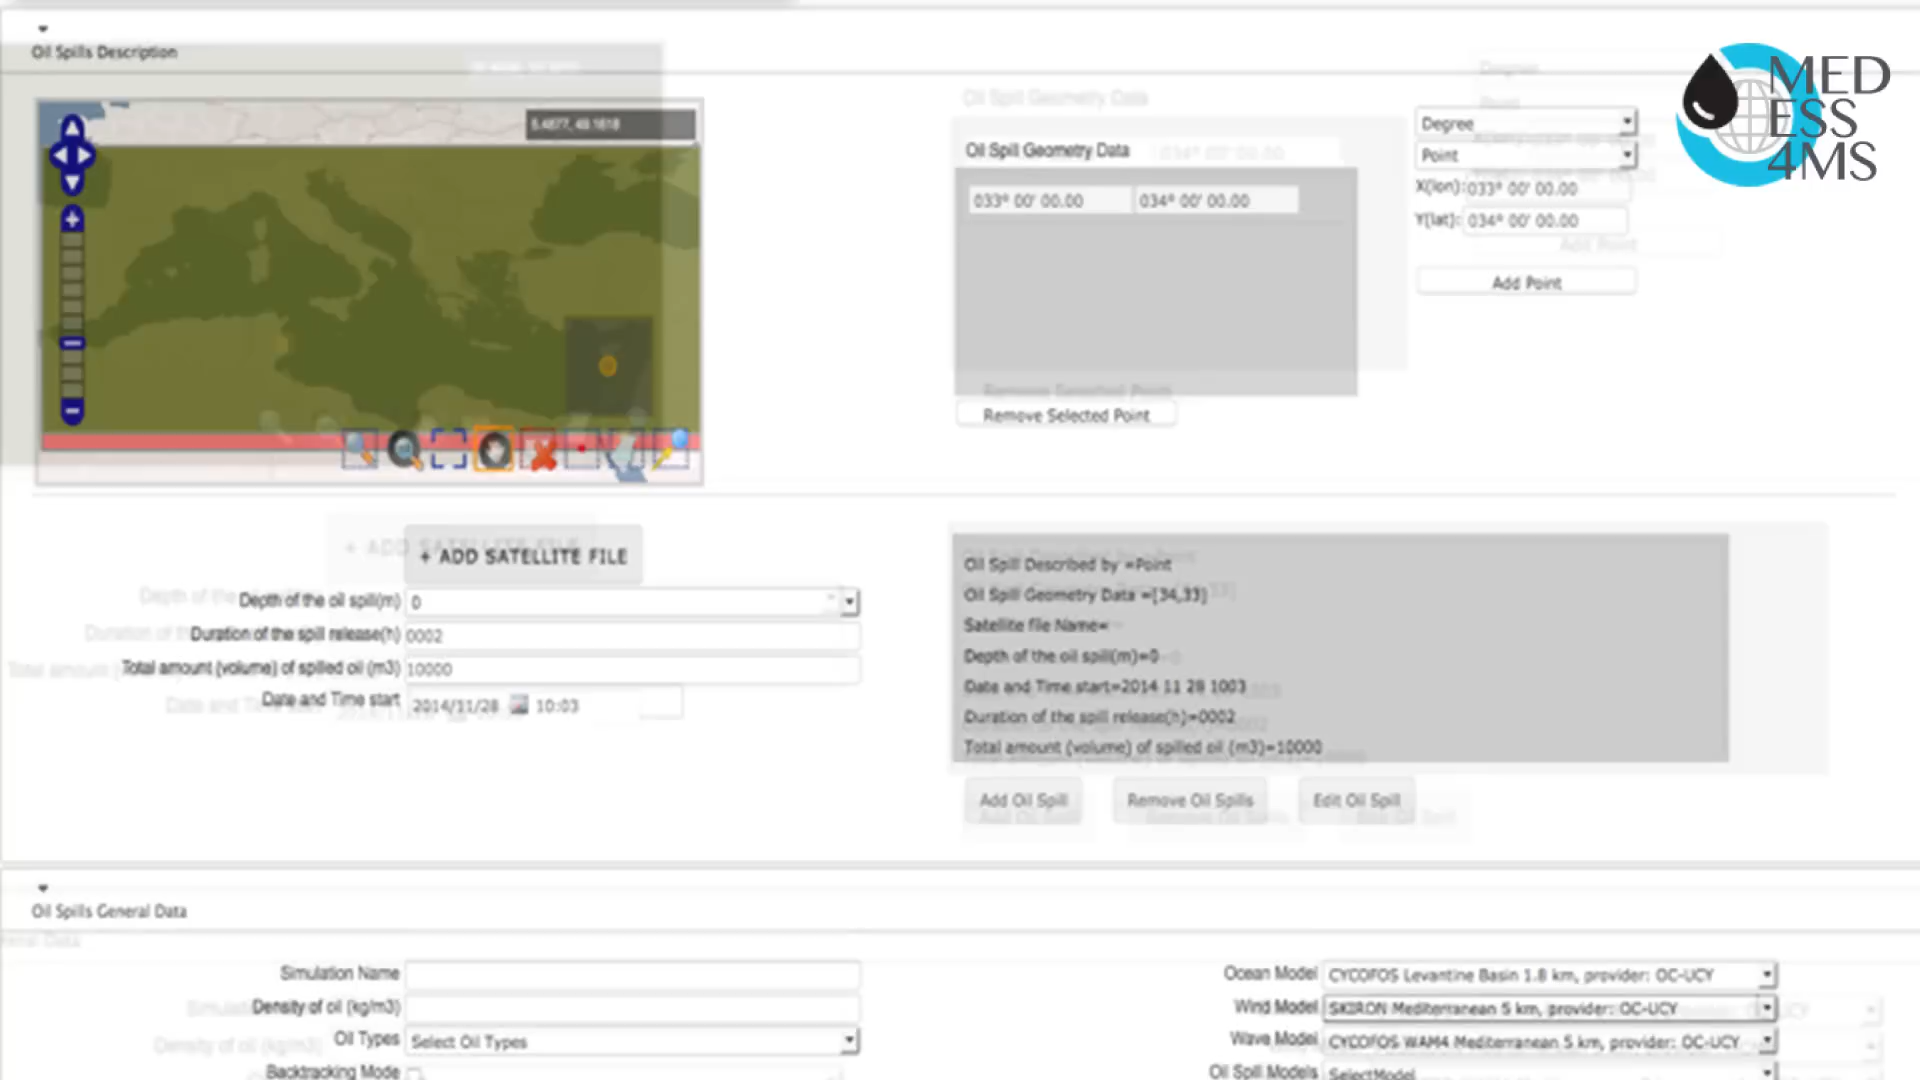 Oil Spills Description
MED
ESS
4MS
Oil Spill Geometry Data
033° 00' 00.00
034° 00' 00.00
Degree
Point
X(lon): 033° 00' 00.00
Y(lat): 034° 00' 00.00
Add Point
Remove Selected Point
+ ADD SATELLITE FILE
Depth of the oil spill(m) 0
Duration of the spill release(h) 0002
Total amount (volume) of spilled oil (m3) 10000
Date and Time start 2014/11/28 10:03
Oil Spill Described by =Point
Oil Spill Geometry Data =[34,33]
Satellite file Name=
Depth of the oil spill(m)=0
Date and Time start=2014 11 28 1003
Duration of the spill release(h)=0002
Total amount (volume) of spilled oil (m3)=10000
Add Oil Spill
Remove Oil Spills
Edit Oil Spill
Oil Spills General Data
Simulation Name
Density of oil (kg/m3)
Oil Types Select Oil Types
Backtracking Mode
Ocean Model CYCOFOS Levantine Basin 1.8 km, provider: OC-UCY
Wind Model SKIRON Mediterranean 5 km, provider: OC-UCY
Wave Model CYCOFOS WAM4 Mediterranean 5 km, provider: OC-UCY
Oil Spill Models SelectModel